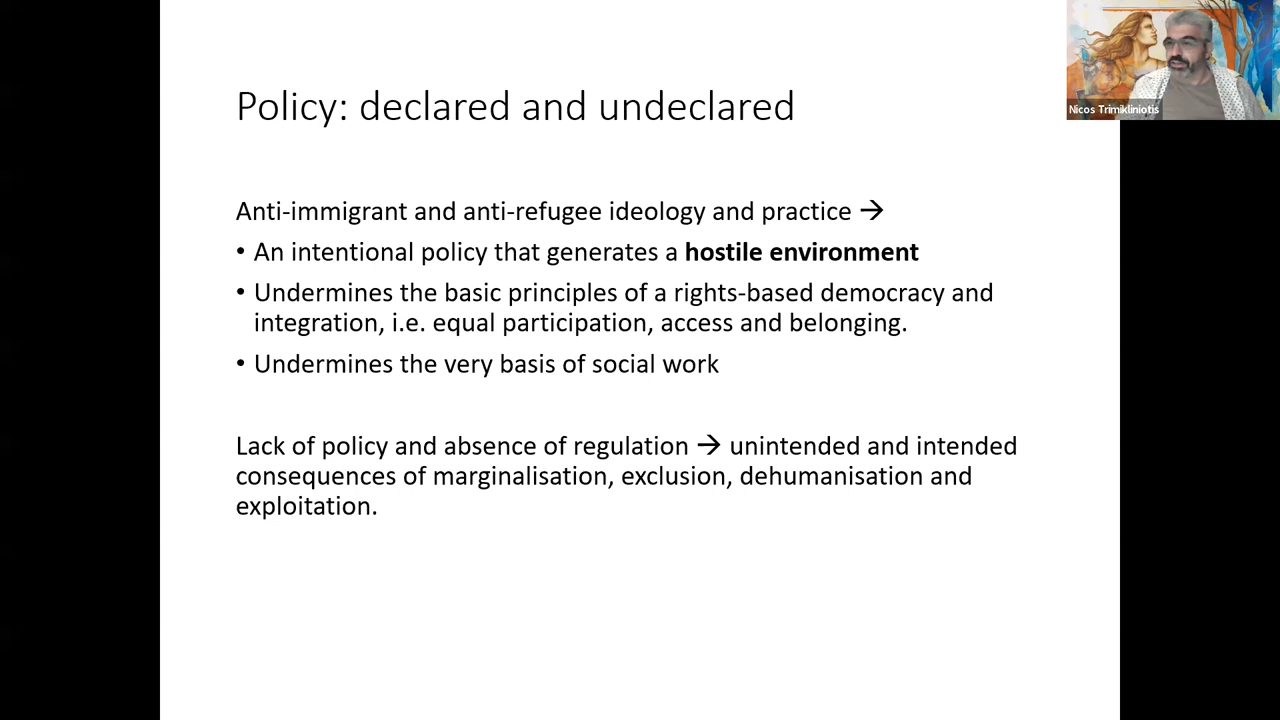 Policy: declared and undeclared
Nicos Trimikliniotis
Anti-immigrant and anti-refugee ideology and practice →
• An intentional policy that generates a hostile environment
• Undermines the basic principles of a rights-based democracy and
integration, i.e. equal participation, access and belonging.
• Undermines the very basis of social work
Lack of policy and absence of regulation → unintended and intended
consequences of marginalisation, exclusion, dehumanisation and
exploitation.